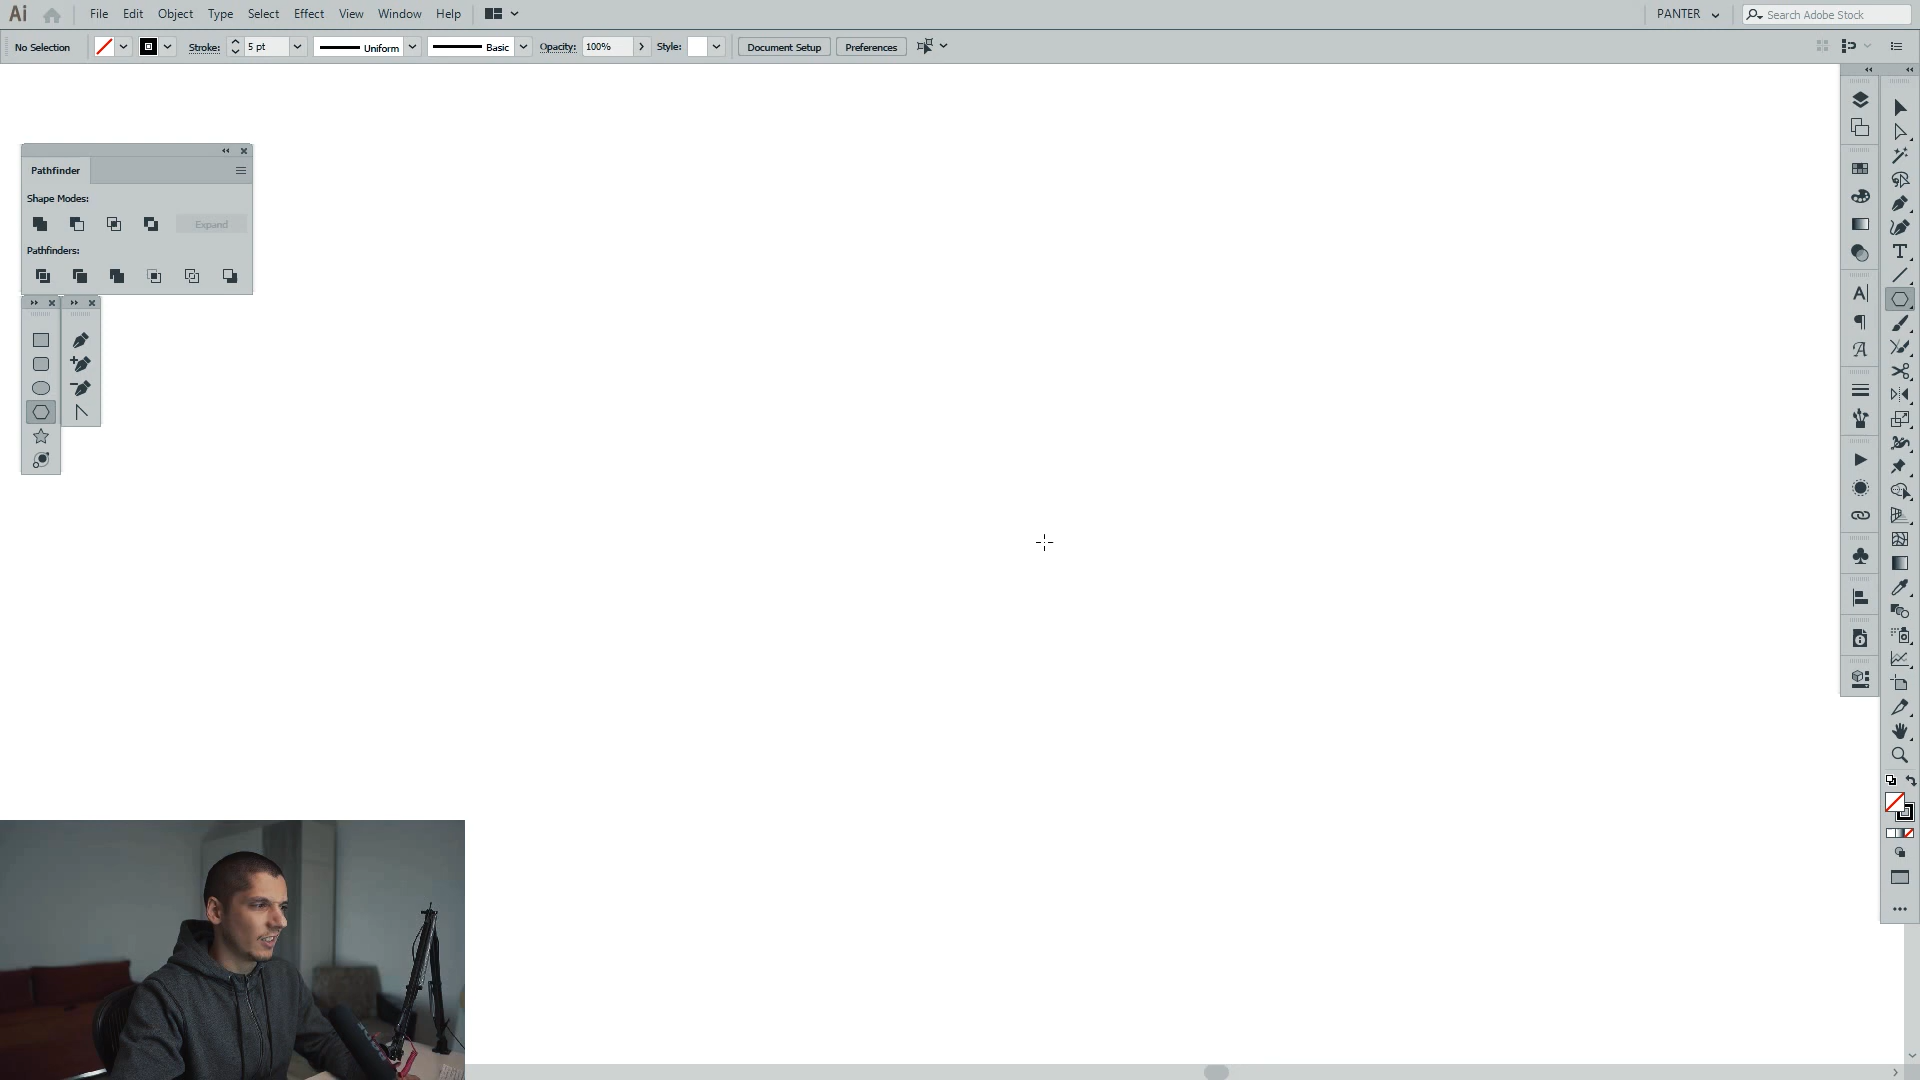 Ai File Edit Object Type Select Effect View Window Help PANTER Search Adobe Stock
No Selection Stroke: 5 pt Uniform Basic Opacity: 100% Style: Document Setup Preferences
Pathfinder
Shape Modes:
Expand
Pathfinders: